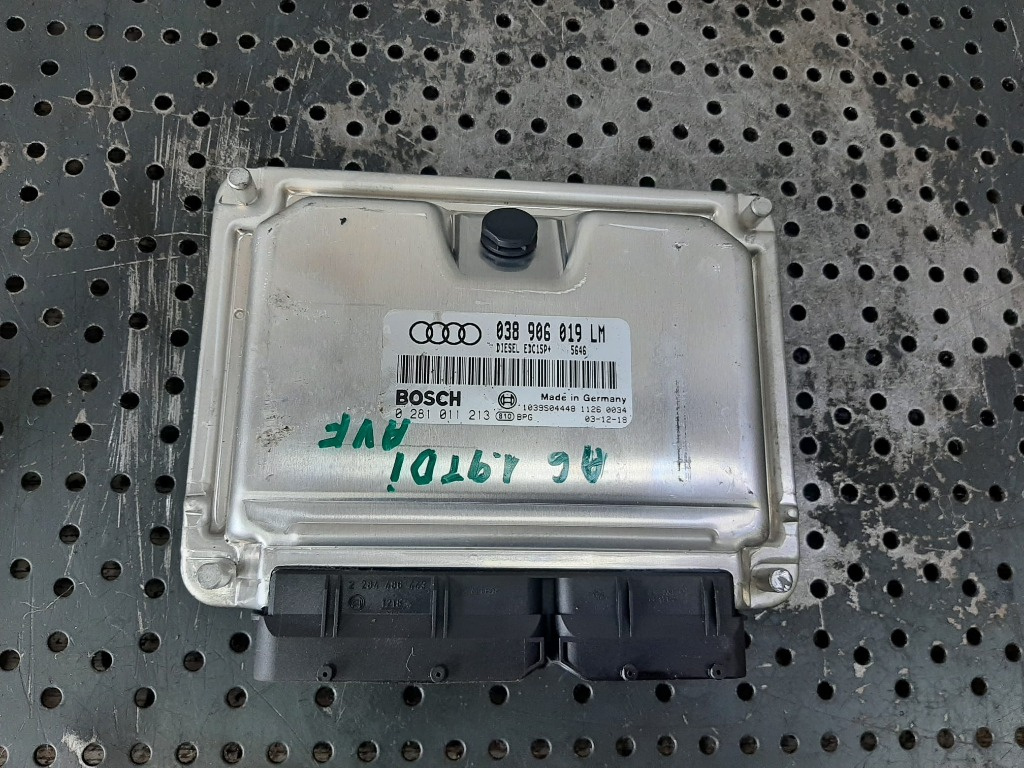 038 906 019 LM
DIESEL EDC15P+ 5646
BOSCH Made in Germany
0 281 011 213 1039S04448 1126 0034
BPG 03-12-18
A6 1.9TDi
AVF